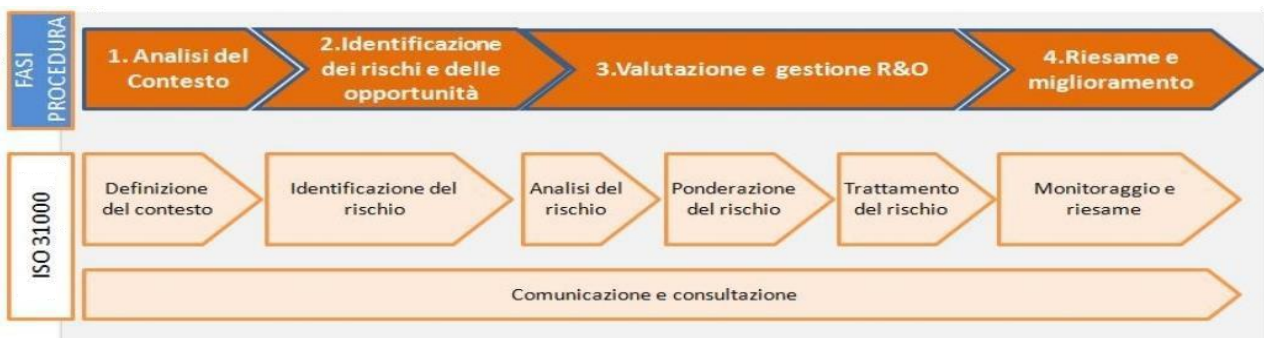 FASI
PROCEDURA
1. Analisi del
Contesto
2.Identificazione
dei rischi e delle
opportunità
3.Valutazione e gestione R&O
4.Riesame e
miglioramento
ISO 31000
Definizione
del contesto
Identificazione del
rischio
Analisi del
rischio
Ponderazione
del rischio
Trattamento
del rischio
Monitoraggio e
riesame
Comunicazione e consultazione